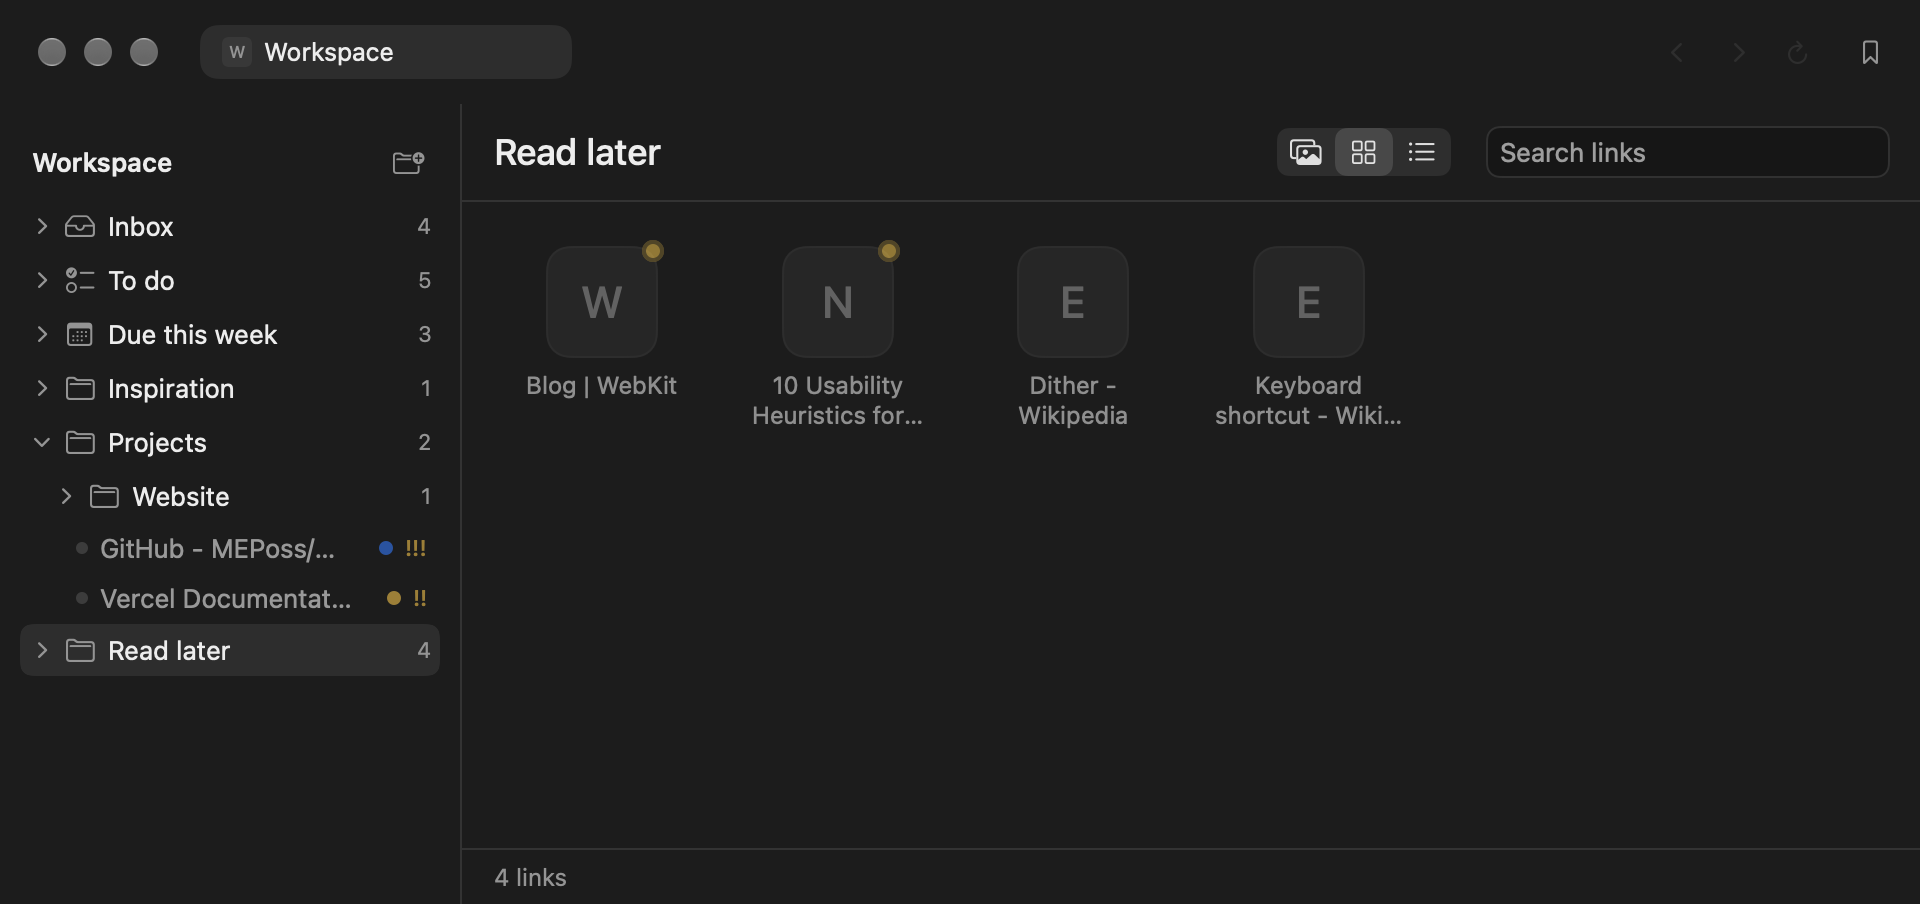 W Workspace
Workspace
Inbox 4
To do 5
Due this week 3
Inspiration 1
Projects 2
Website 1
GitHub - MEPoss/... !!!
Vercel Documentat... !!
Read later 4
Read later
Search links
W
Blog | WebKit
N
10 Usability
Heuristics for...
E
Dither -
Wikipedia
E
Keyboard
shortcut - Wiki...
4 links